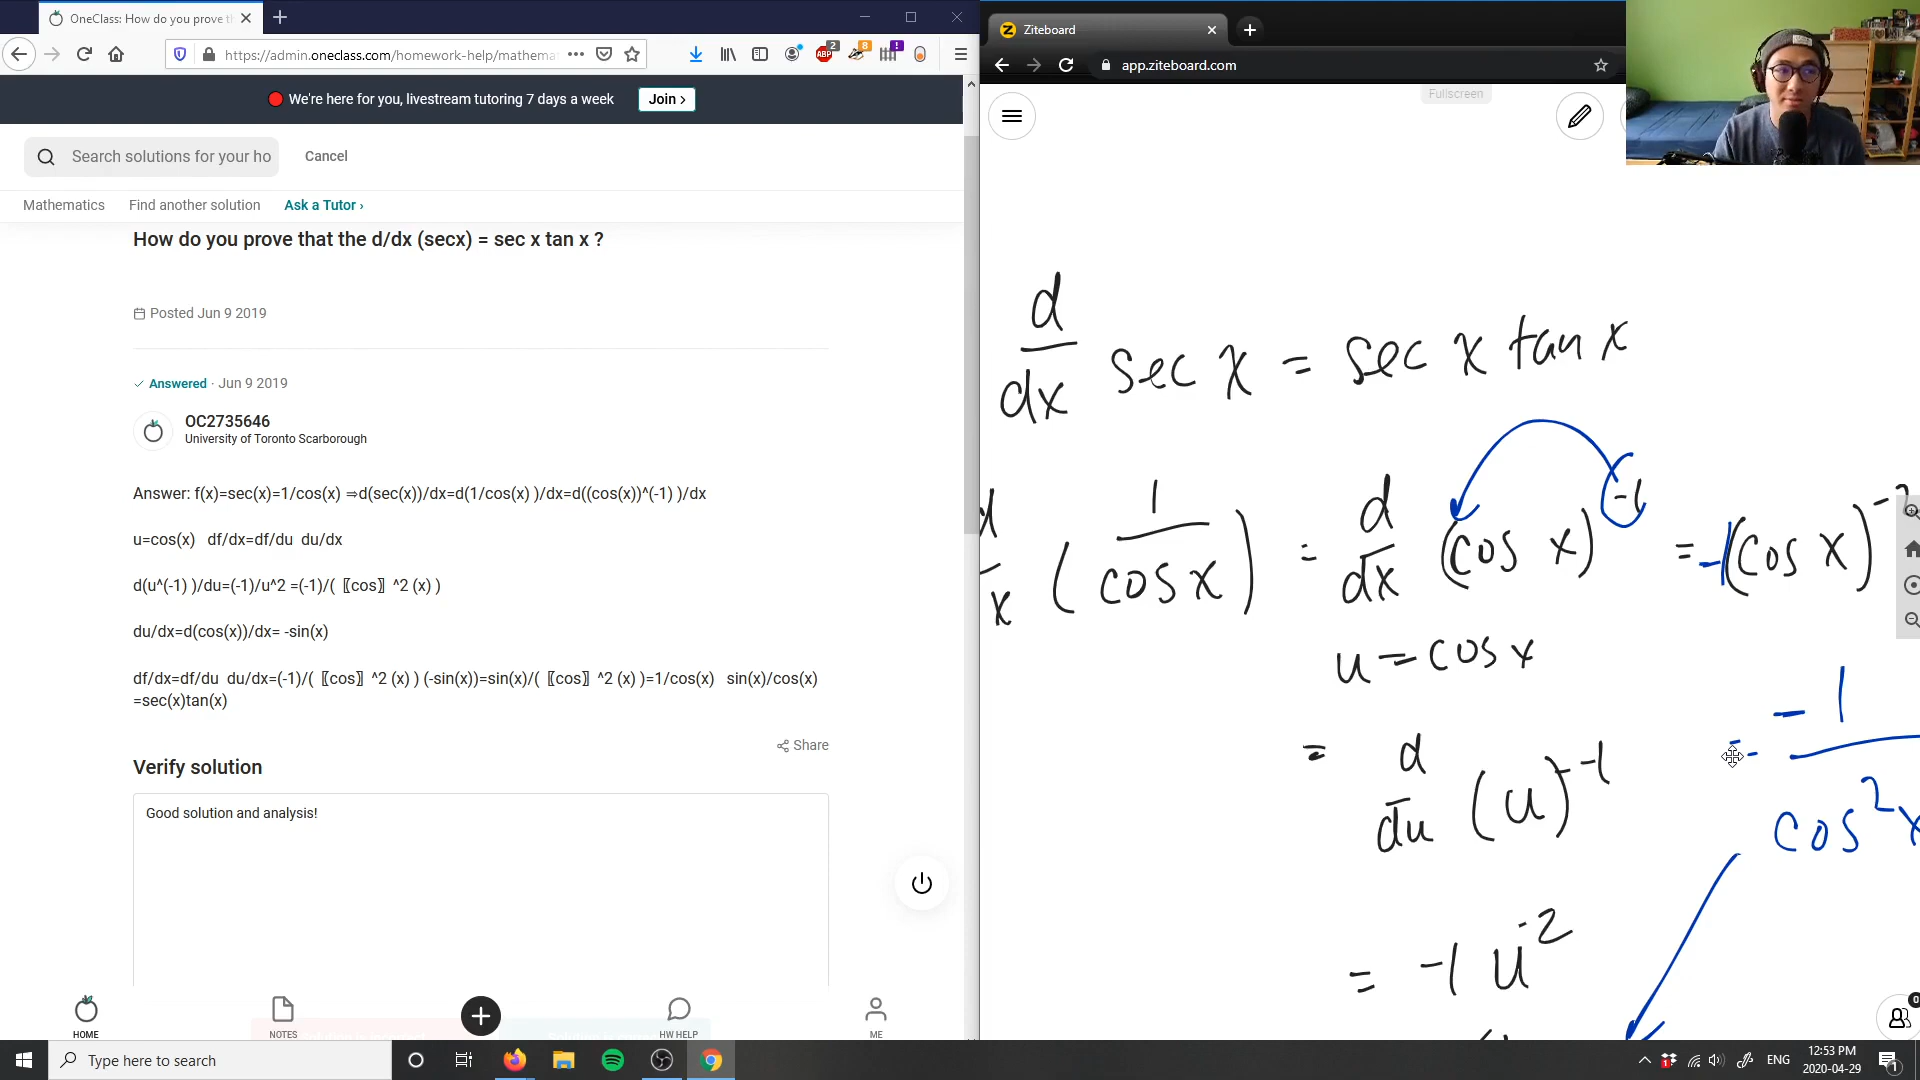 OneClass: How do you prove th
https://admin.oneclass.com/homework-help/mathema
ABP
2
8
!
We're here for you, livestream tutoring 7 days a week
Join ›
Search solutions for your ho
Cancel
Mathematics Find another solution Ask a Tutor ›
How do you prove that the d/dx (secx) = sec x tan x ?
Posted Jun 9 2019
Answered · Jun 9 2019
OC2735646
University of Toronto Scarborough
Answer: f(x)=sec(x)=1/cos(x) ⇒d(sec(x))/dx=d(1/cos(x) )/dx=d((cos(x))^(-1) )/dx
u=cos(x) df/dx=df/du du/dx
d(u^(-1) )/du=(-1)/u^2 =(-1)/( 〖cos〗^2 (x) )
du/dx=d(cos(x))/dx= -sin(x)
df/dx=df/du du/dx=(-1)/( 〖cos〗^2 (x) ) (-sin(x))=sin(x)/( 〖cos〗^2 (x) )=1/cos(x) sin(x)/cos(x)
=sec(x)tan(x)
Share
Verify solution
Good solution and analysis!
HOME
NOTES
HW HELP
ME
Ziteboard
app.ziteboard.com
Fullscreen
d/dx sec x = sec x tan x
( 1/cos x ) = d/dx (cos x)^-1 = -1(cos x)^-2
u = cos x
= d/du (u)^-1 = -1/cos²x
= -1 u^-2
0
Type here to search
ENG
12:53 PM
2020-04-29
1